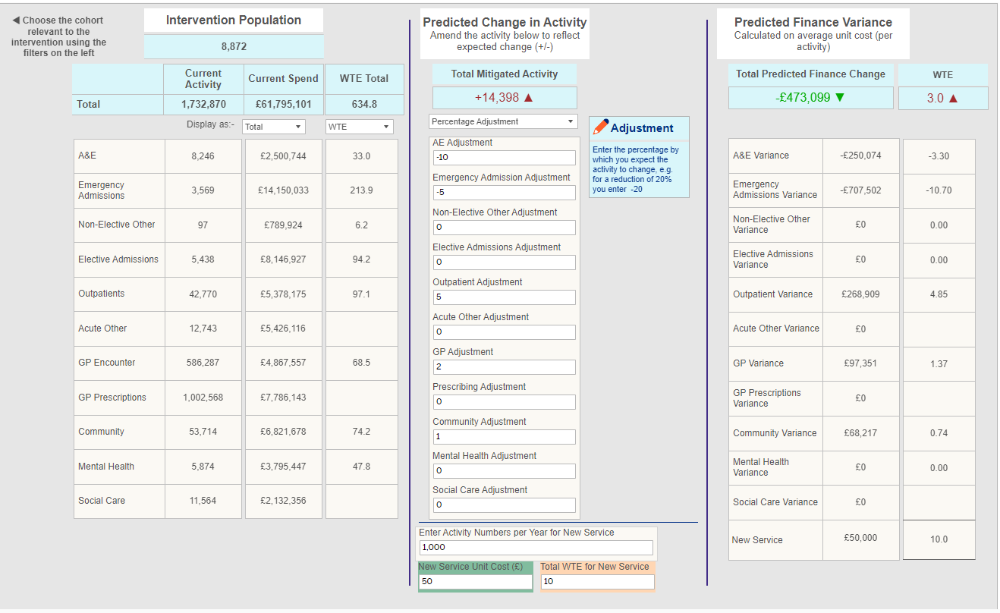 ◀ Choose the cohort
relevant to the
intervention using the
filters on the left
Intervention Population
8,872
Current
Activity
Current Spend
WTE Total
Total
1,732,870
£61,795,101
634.8
Display as:-
Total
WTE
A&E
8,246
£2,500,744
33.0
Emergency
Admissions
3,569
£14,150,033
213.9
Non-Elective Other
97
£789,924
6.2
Elective Admissions
5,438
£8,146,927
94.2
Outpatients
42,770
£5,378,175
97.1
Acute Other
12,743
£5,426,116
GP Encounter
586,287
£4,867,557
68.5
GP Prescriptions
1,002,568
£7,786,143
Community
53,714
£6,821,678
74.2
Mental Health
5,874
£3,795,447
47.8
Social Care
11,564
£2,132,356
Predicted Change in Activity
Amend the activity below to reflect
expected change (+/-)
Total Mitigated Activity
+14,398 ▲
Percentage Adjustment
AE Adjustment
-10
Emergency Admission Adjustment
-5
Non-Elective Other Adjustment
0
Elective Admissions Adjustment
0
Outpatient Adjustment
5
Acute Other Adjustment
0
GP Adjustment
2
Prescribing Adjustment
0
Community Adjustment
1
Mental Health Adjustment
0
Social Care Adjustment
0
Adjustment
Enter the percentage by
which you expect the
activity to change, e.g.
for a reduction of 20%
you enter -20
Enter Activity Numbers per Year for New Service
1,000
New Service Unit Cost (£)
50
Total WTE for New Service
10
Predicted Finance Variance
Calculated on average unit cost (per
activity)
Total Predicted Finance Change
-£473,099 ▼
WTE
3.0 ▲
A&E Variance
-£250,074
-3.30
Emergency
Admissions Variance
-£707,502
-10.70
Non-Elective Other
Variance
£0
0.00
Elective Admissions
Variance
£0
0.00
Outpatient Variance
£268,909
4.85
Acute Other Variance
£0
GP Variance
£97,351
1.37
GP Prescriptions
Variance
£0
Community Variance
£68,217
0.74
Mental Health
Variance
£0
0.00
Social Care Variance
£0
New Service
£50,000
10.0